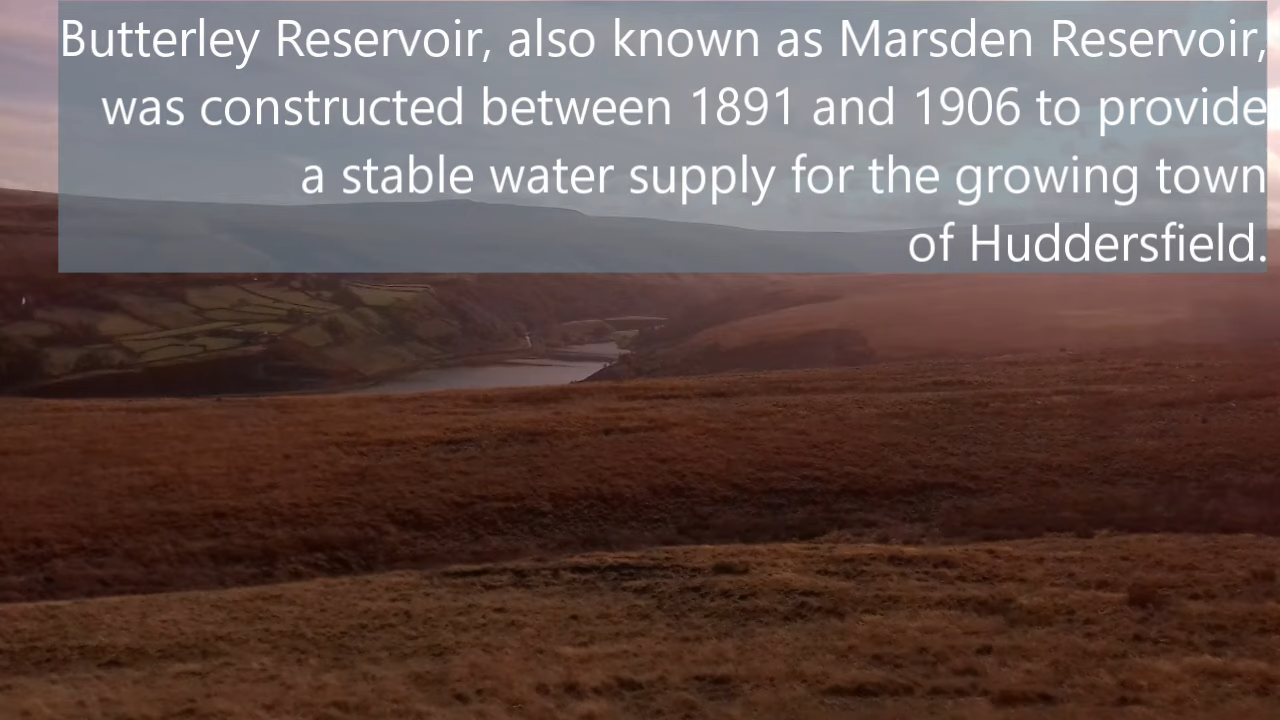 Butterley Reservoir, also known as Marsden Reservoir,
was constructed between 1891 and 1906 to provide
a stable water supply for the growing town
of Huddersfield.